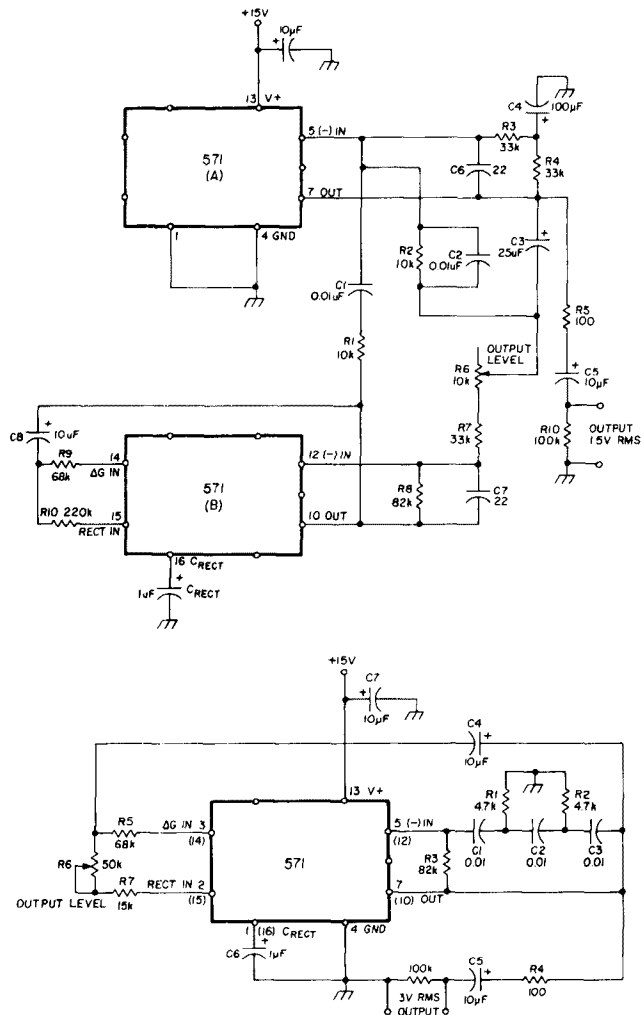 +15V
10µF
+
13 V+
C4
100µF
+
5 (-) IN
R3
33k
571
(A)
C6
22
R4
33k
7 OUT
1
4 GND
R2
10k
C2
0.01uF
+
C3
25uF
C1
0.01uF
R5
100
R1
10k
OUTPUT
LEVEL
R6
10k
+
C5
10µF
R7
33k
R10
100k
OUTPUT
1.5V RMS
+
C8
10uF
R9
68k
14
ΔG IN
571
(B)
12 (-) IN
R8
82k
C7
22
R10 220k
15
RECT IN
10 OUT
16 CRECT
+
1uF
CRECT
+15V
+
C7
10µF
C4
+
10µF
13 V+
R1
4.7k
R2
4.7k
R5
68k
ΔG IN 3
(14)
571
5 (-) IN
(12)
R3
82k
C1
0.01
C2
0.01
C3
0.01
R6
50k
R7
15k
OUTPUT LEVEL
RECT IN 2
(15)
7
(10) OUT
1 (16) CRECT
4 GND
+
C6
1µF
100k
3V RMS
OUTPUT
C5
+
10µF
R4
100